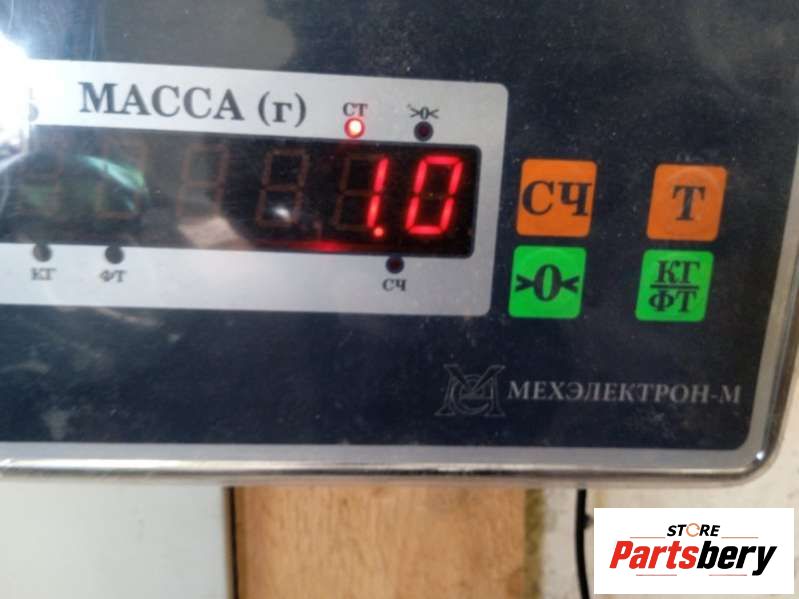 МАССА (г)
СТ >0<
1.0
КГ ФТ СЧ
СЧ Т
>0< КГ
ФТ
МЕХЭЛЕКТРОН-М
STORE
Partsbery